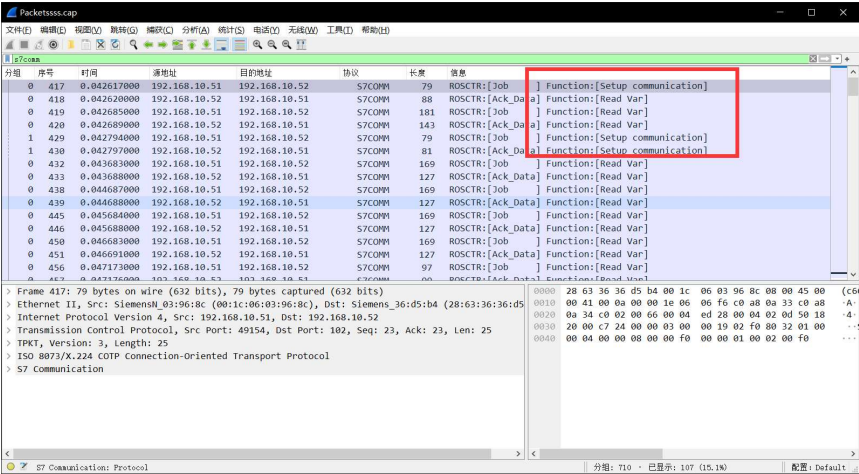 Packetssss.cap
文件(F) 编辑(E) 视图(V) 跳转(G) 捕获(C) 分析(A) 统计(S) 电话(Y) 无线(W) 工具(T) 帮助(H)
s7comm
分组 序号 时间 源地址 目的地址 协议 长度 信息
0 417 0.042617000 192.168.10.51 192.168.10.52 S7COMM 79 ROSCTR:[Job ] Function:[Setup communication]
0 418 0.042620000 192.168.10.52 192.168.10.51 S7COMM 88 ROSCTR:[Ack_Data] Function:[Read Var]
0 419 0.042685000 192.168.10.51 192.168.10.52 S7COMM 181 ROSCTR:[Job ] Function:[Read Var]
0 420 0.042689000 192.168.10.52 192.168.10.51 S7COMM 143 ROSCTR:[Ack_Data] Function:[Read Var]
1 429 0.042794000 192.168.10.51 192.168.10.52 S7COMM 79 ROSCTR:[Job ] Function:[Setup communication]
1 430 0.042797000 192.168.10.52 192.168.10.51 S7COMM 81 ROSCTR:[Ack_Data] Function:[Setup communication]
0 432 0.043683000 192.168.10.51 192.168.10.52 S7COMM 169 ROSCTR:[Job ] Function:[Read Var]
0 433 0.043688000 192.168.10.52 192.168.10.51 S7COMM 127 ROSCTR:[Ack_Data] Function:[Read Var]
0 438 0.044687000 192.168.10.51 192.168.10.52 S7COMM 169 ROSCTR:[Job ] Function:[Read Var]
0 439 0.044688000 192.168.10.52 192.168.10.51 S7COMM 127 ROSCTR:[Ack_Data] Function:[Read Var]
0 445 0.045684000 192.168.10.51 192.168.10.52 S7COMM 169 ROSCTR:[Job ] Function:[Read Var]
0 446 0.045688000 192.168.10.52 192.168.10.51 S7COMM 127 ROSCTR:[Ack_Data] Function:[Read Var]
0 450 0.046683000 192.168.10.51 192.168.10.52 S7COMM 169 ROSCTR:[Job ] Function:[Read Var]
0 451 0.046691000 192.168.10.52 192.168.10.51 S7COMM 127 ROSCTR:[Ack_Data] Function:[Read Var]
0 456 0.047173000 192.168.10.51 192.168.10.52 S7COMM 97 ROSCTR:[Job ] Function:[Read Var]
> Frame 417: 79 bytes on wire (632 bits), 79 bytes captured (632 bits)
> Ethernet II, Src: SiemensN_03:96:8c (00:1c:06:03:96:8c), Dst: Siemens_36:d5:b4 (28:63:36:36:d5
> Internet Protocol Version 4, Src: 192.168.10.51, Dst: 192.168.10.52
> Transmission Control Protocol, Src Port: 49154, Dst Port: 102, Seq: 23, Ack: 23, Len: 25
> TPKT, Version: 3, Length: 25
> ISO 8073/X.224 COTP Connection-Oriented Transport Protocol
> S7 Communication
0000 28 63 36 36 d5 b4 00 1c 06 03 96 8c 08 00 45 00 (c6
0010 00 41 00 0a 00 00 1e 06 06 f6 c0 a8 0a 33 c0 a8 ·A·
0020 0a 34 c0 02 00 66 00 04 ed 28 00 04 02 0d 50 18 ·4·
0030 20 00 c7 24 00 00 03 00 00 19 02 f0 80 32 01 00 ··
0040 00 04 00 00 08 00 00 f0 00 00 01 00 02 00 f0 ···
S7 Communication: Protocol
分组: 710 · 已显示: 107 (15.1%)
配置: Default